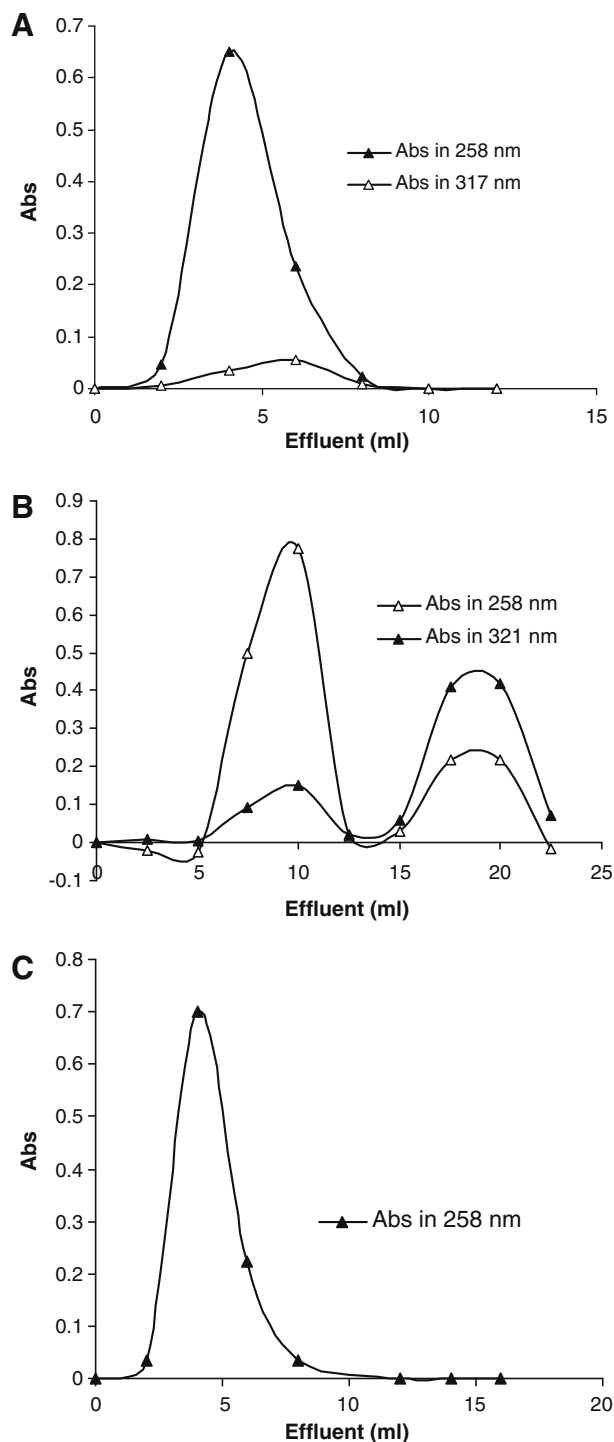 A
0.7
0.6
0.5
0.4
0.3
0.2
0.1
0
Abs
Abs in 258 nm
Abs in 317 nm
0 5 10 15
Effluent (ml)
B
0.9
0.8
0.7
0.6
0.5
0.4
0.3
0.2
0.1
0
-0.1
Abs
Abs in 258 nm
Abs in 321 nm
0 5 10 15 20 25
Effluent (ml)
C
0.8
0.7
0.6
0.5
0.4
0.3
0.2
0.1
0
Abs
Abs in 258 nm
0 5 10 15 20
Effluent (ml)